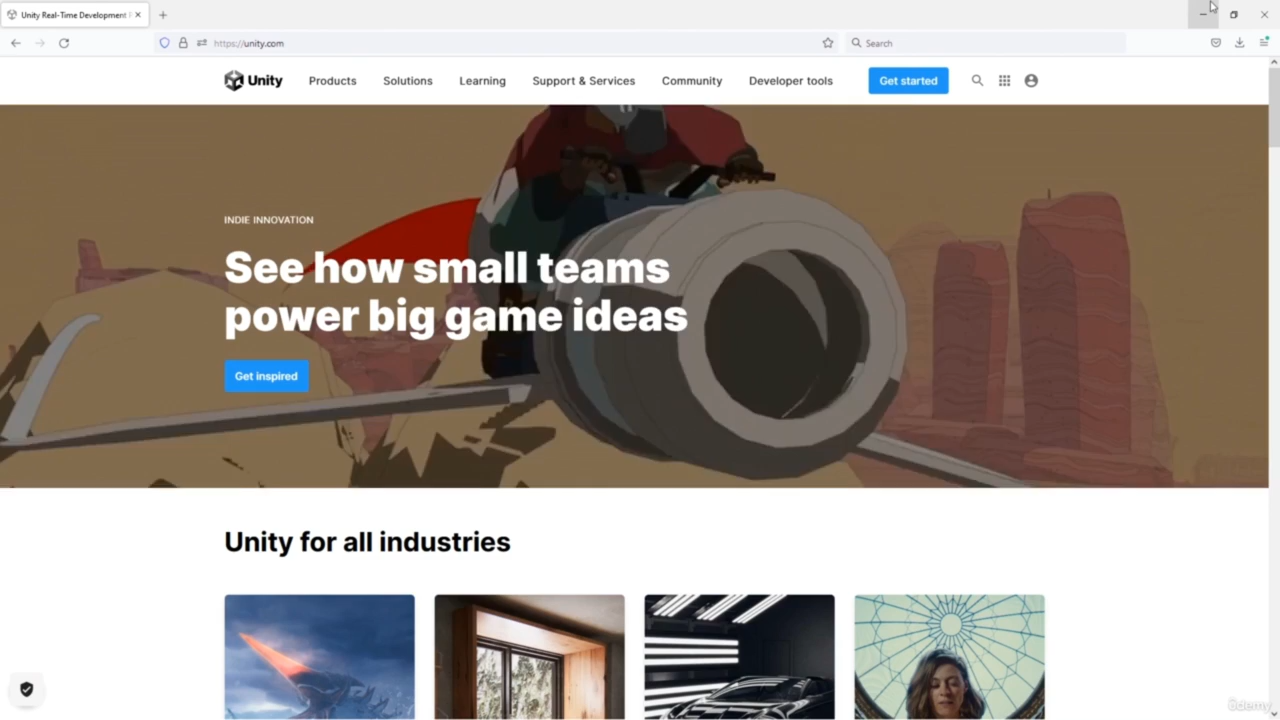 Unity Real-Time Development
https://unity.com
Search
Unity
Products
Solutions
Learning
Support & Services
Community
Developer tools
Get started
INDIE INNOVATION
See how small teams
power big game ideas
Get inspired
Unity for all industries
ûdemy